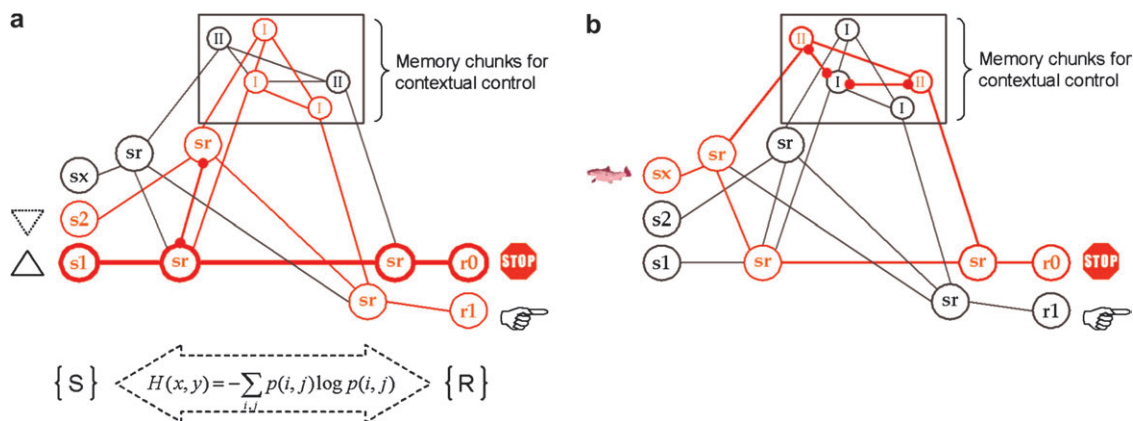 a
II
I
I
II
I
Memory chunks for
contextual control
sr
sr
sx
s2
s1
sr
sr
r0
STOP
sr
r1
{S}
H(x, y) = −∑ p(i, j) log p(i, j)
i, j
{R}
b
II
I
I
II
I
Memory chunks for
contextual control
sr
sr
sx
s2
s1
sr
sr
r0
STOP
sr
r1